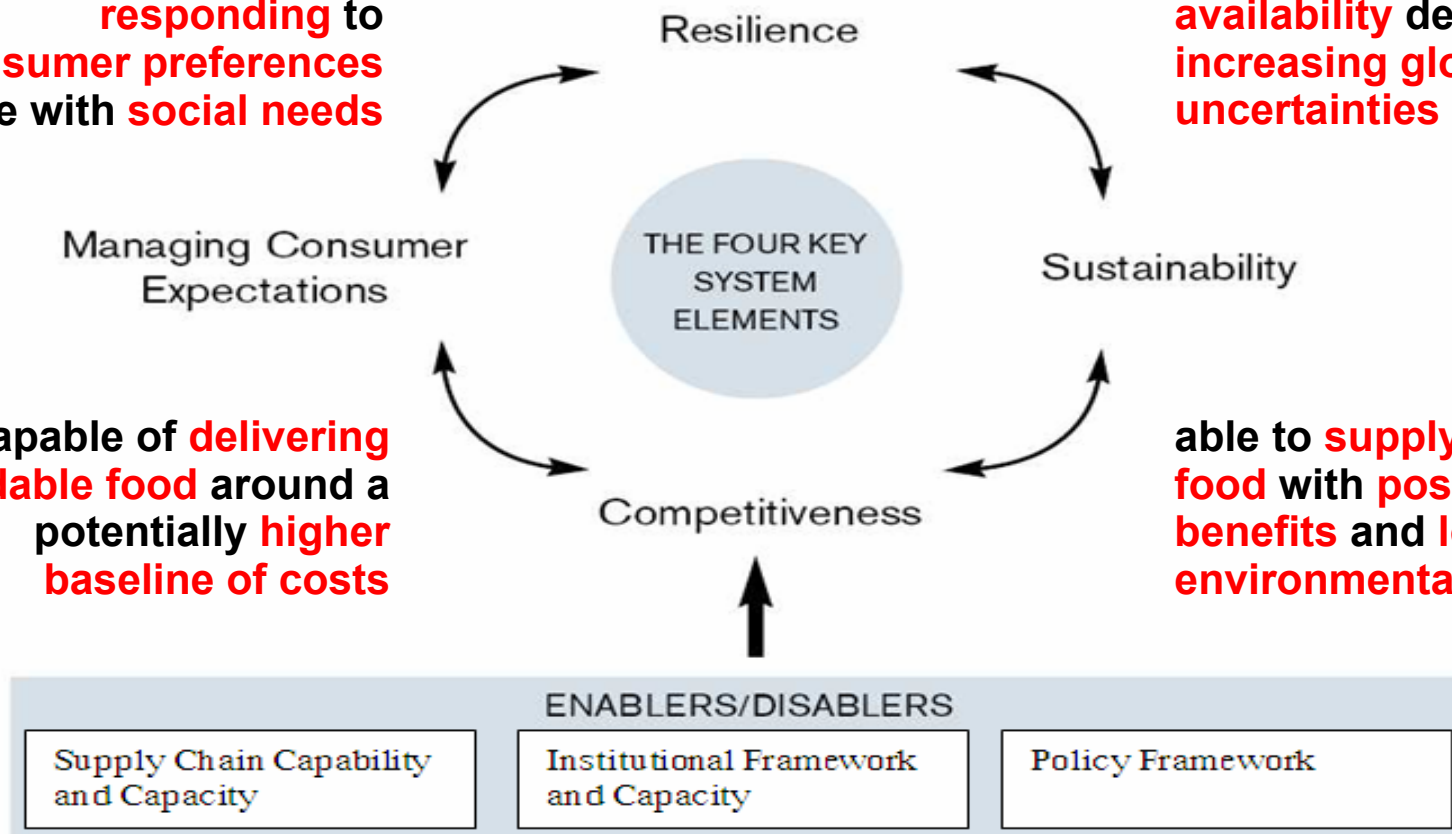 responding to
sumer preferences
e with social needs
Resilience
availability de
increasing glo
uncertainties
Managing Consumer
Expectations
THE FOUR KEY
SYSTEM
ELEMENTS
Sustainability
apable of delivering
dable food around a
potentially higher
baseline of costs
Competitiveness
able to supply
food with pos
benefits and l
environmenta
ENABLERS/DISABLERS
Supply Chain Capability
and Capacity
Institutional Framework
and Capacity
Policy Framework